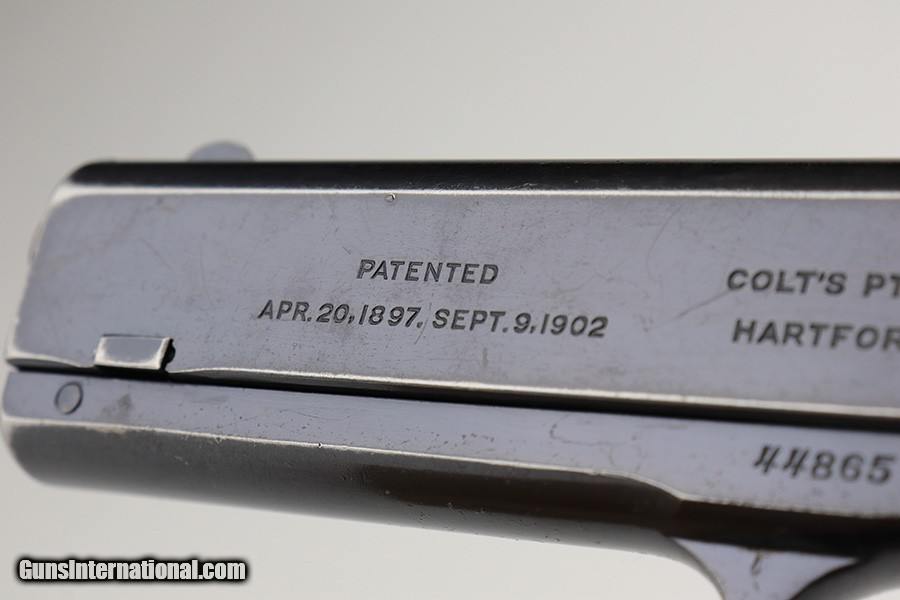 PATENTED
APR. 20, 1897. SEPT. 9, 1902
COLT'S PT
HARTFOR
44865
GunsInternational.com